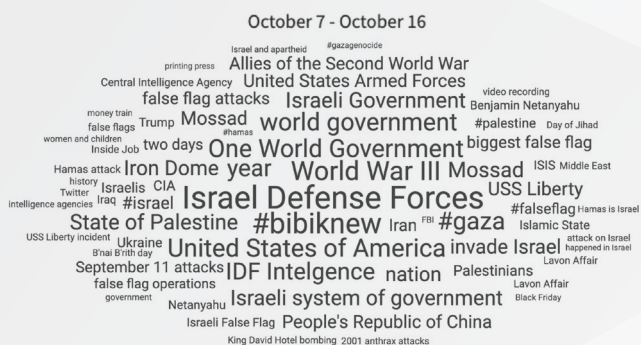 October 7 - October 16
Israel and apartheid #gazagenocide
printing press Allies of the Second World War
Central Intelligence Agency United States Armed Forces
false flag attacks Israeli Government video recording Benjamin Netanyahu
money train false flags Trump Mossad #hamas world government #palestine Day of Jihad
women and children Inside Job two days One World Government biggest false flag
Hamas attack Iron Dome year World War III Mossad ISIS Middle East
history Twitter Israelis CIA Israel Defense Forces USS Liberty
intelligence agencies Iraq #israel #falseflag Hamas is Israel
State of Palestine #bibiknew Iran FBI #gaza Islamic State
USS Liberty incident B'nai B'rith day Ukraine United States of America invade Israel attack on Israel happened in Israel
September 11 attacks IDF Intelgence nation Palestinians Lavon Affair
false flag operations Lavon Affair
government Netanyahu Israeli system of government Black Friday
Israeli False Flag People's Republic of China
King David Hotel bombing 2001 anthrax attacks